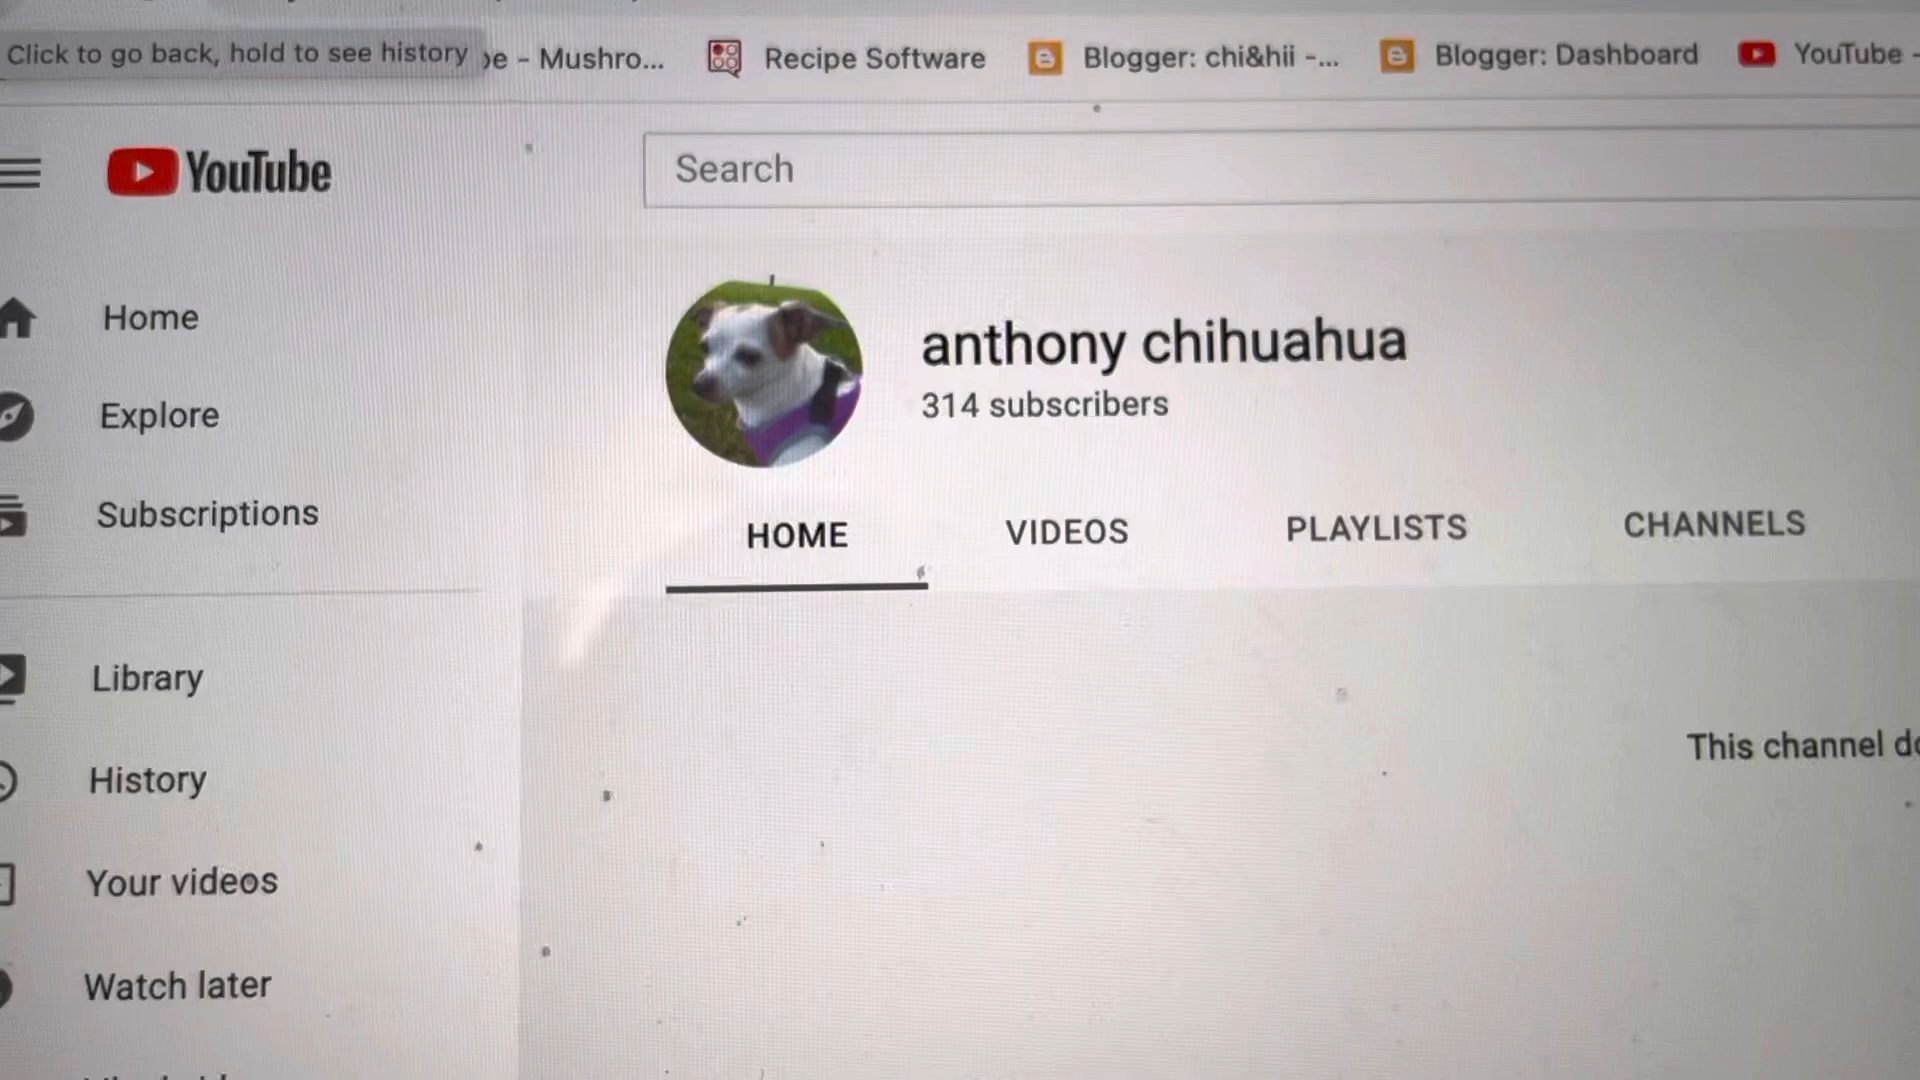 Click to go back, hold to see history
- Mushro...
Recipe Software
Blogger: chi&hii -...
Blogger: Dashboard
YouTube -
YouTube
Search
Home
Explore
Subscriptions
anthony chihuahua
314 subscribers
HOME
VIDEOS
PLAYLISTS
CHANNELS
Library
History
Your videos
Watch later
This channel